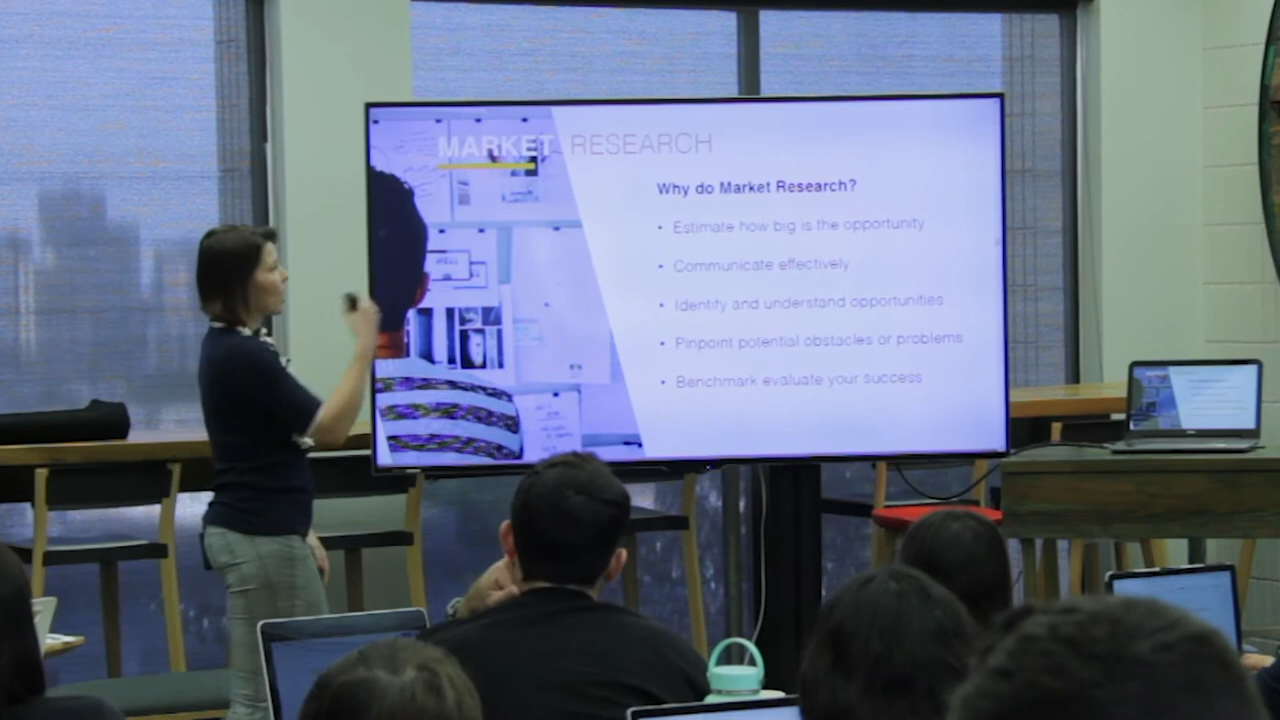 MARKET RESEARCH
Why do Market Research?
• Estimate how big is the opportunity
• Communicate effectively
• Identify and understand opportunities
• Pinpoint potential obstacles or problems
• Benchmark evaluate your success